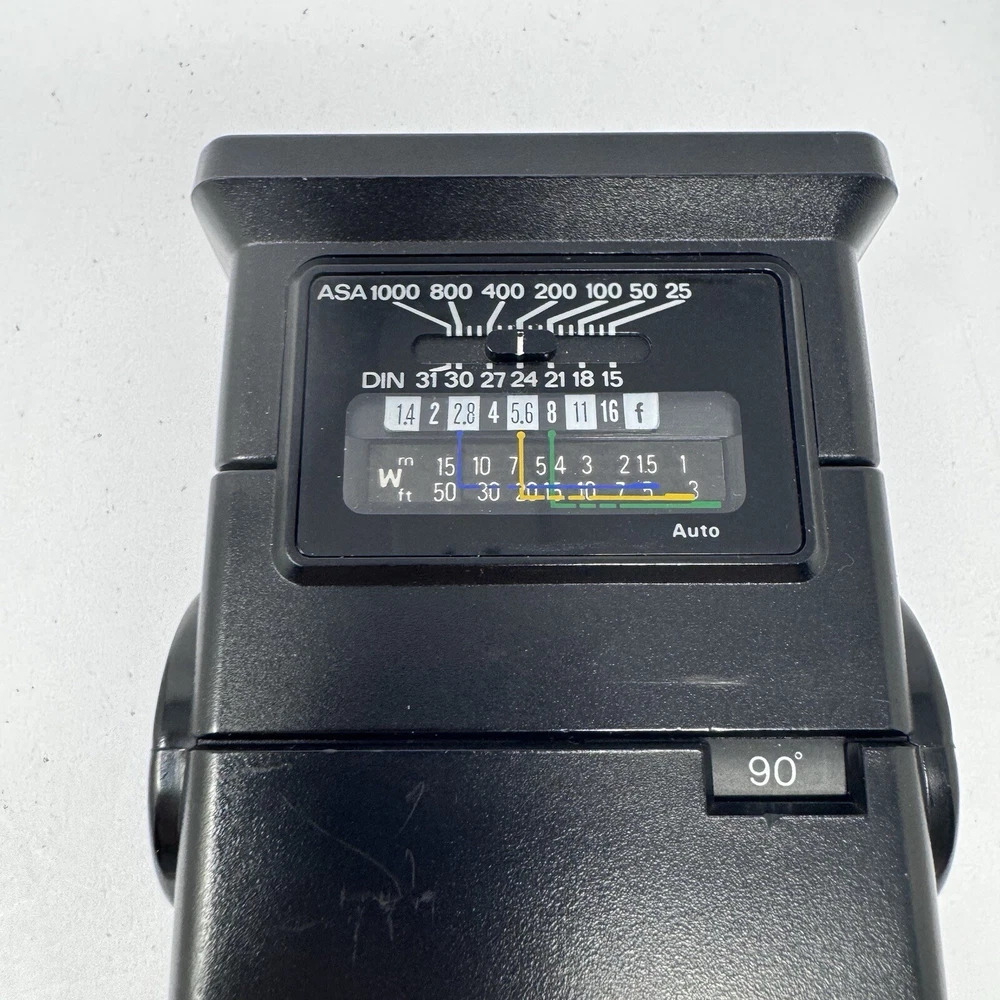 ASA 1000 800 400 200 100 50 25
DIN 31 30 27 24 21 18 15
1.4 2 2.8 4 5.6 8 11 16 f
W m 15 10 7 5 4 3 2 1.5 1
ft 50 30 20 15 10 7 5 3
Auto
90°